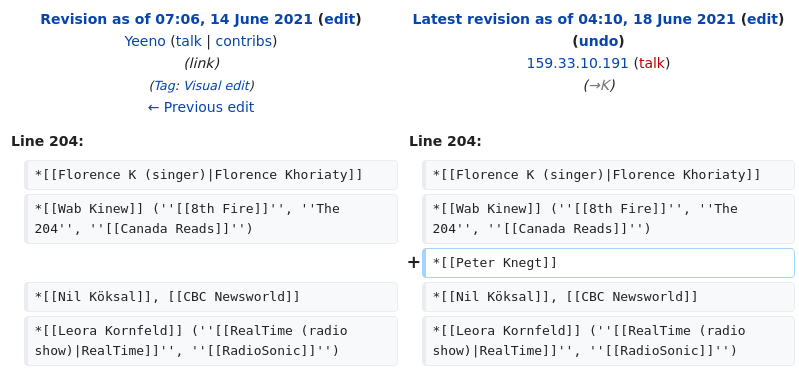 Revision as of 07:06, 14 June 2021 (edit)
Yeeno (talk | contribs)
(link)
(Tag: Visual edit)
← Previous edit
Latest revision as of 04:10, 18 June 2021 (edit)
(undo)
159.33.10.191 (talk)
(→K)
Line 204:
Line 204:
*[[Florence K (singer)|Florence Khoriaty]]
*[[Florence K (singer)|Florence Khoriaty]]
*[[Wab Kinew]] (''[[8th Fire]]'', ''The
204'', ''[[Canada Reads]]'')
*[[Wab Kinew]] (''[[8th Fire]]'', ''The
204'', ''[[Canada Reads]]'')
+ *[[Peter Knegt]]
*[[Nil Köksal]], [[CBC Newsworld]]
*[[Nil Köksal]], [[CBC Newsworld]]
*[[Leora Kornfeld]] (''[[RealTime (radio
show)|RealTime]]'', ''[[RadioSonic]]'')
*[[Leora Kornfeld]] (''[[RealTime (radio
show)|RealTime]]'', ''[[RadioSonic]]'')